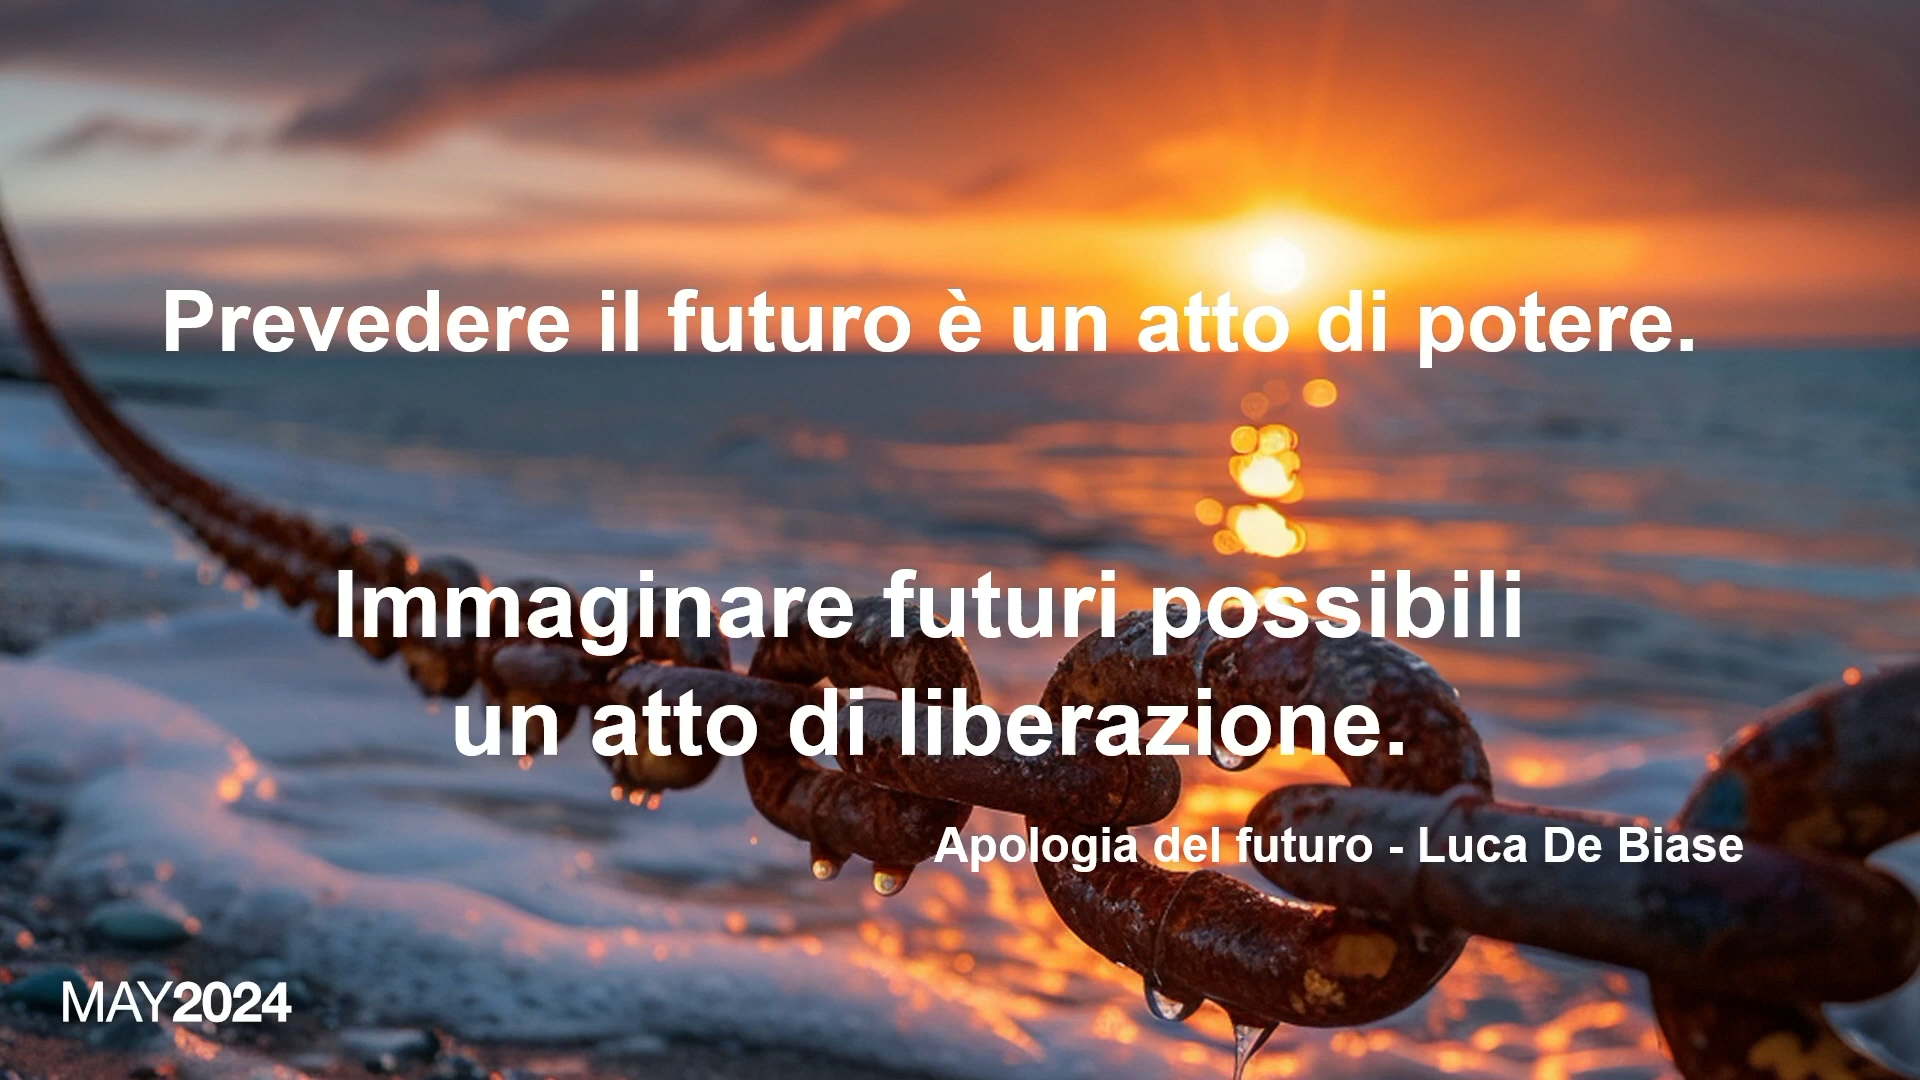 Prevedere il futuro è un atto di potere.
Immaginare futuri possibili
un atto di liberazione.
Apologia del futuro - Luca De Biase
MAY2024